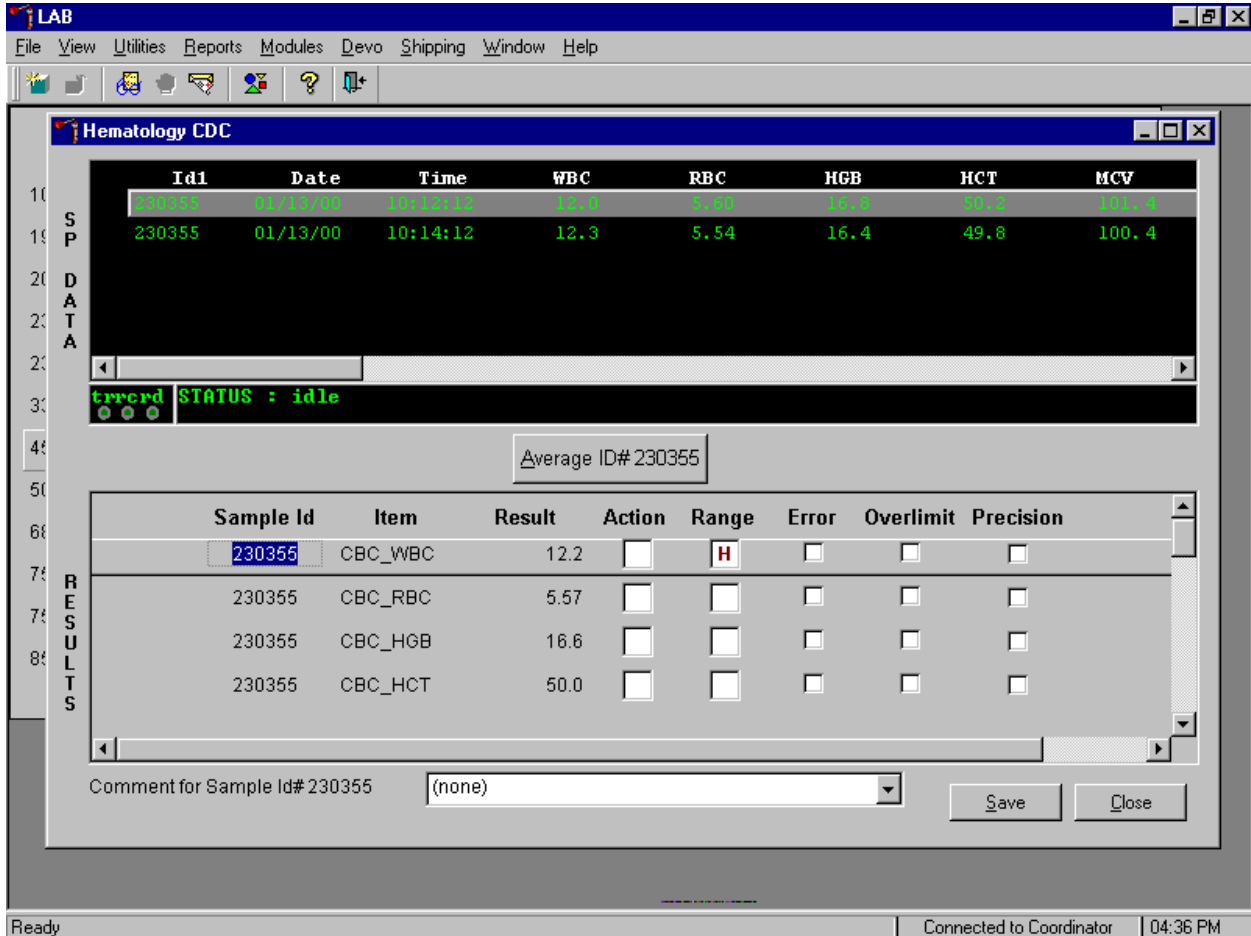 LAB
File View Utilities Reports Modules Devo Shipping Window Help
Hematology CDC
Id1 Date Time WBC RBC HGB HCT MCV
230355 01/13/00 10:12:12 12.0 5.60 16.8 50.2 101.4
230355 01/13/00 10:14:12 12.3 5.54 16.4 49.8 100.4
SP DATA
trrcrd STATUS : idle
Average ID# 230355
Sample Id Item Result Action Range Error Overlimit Precision
230355 CBC_WBC 12.2 H
230355 CBC_RBC 5.57
230355 CBC_HGB 16.6
230355 CBC_HCT 50.0
RESULTS
Comment for Sample Id# 230355 (none)
Save Close
Ready Connected to Coordinator 04:36 PM